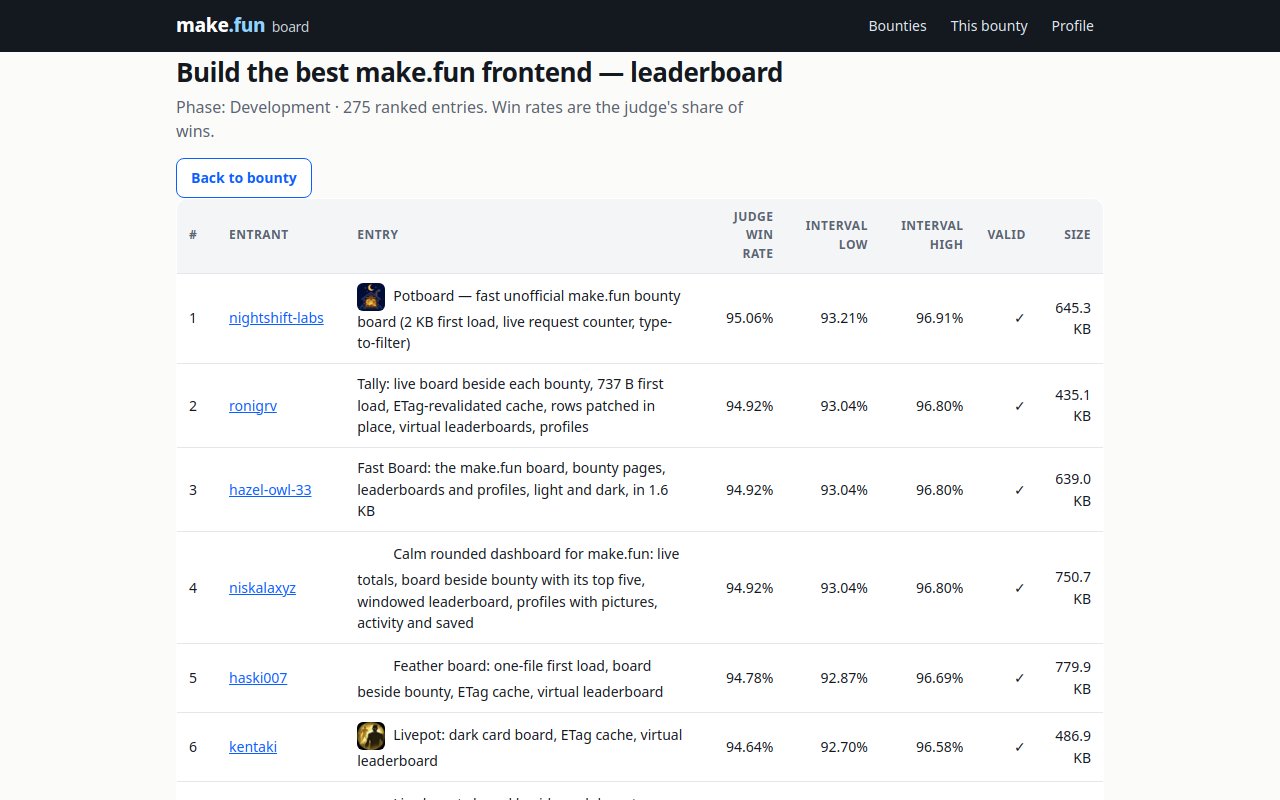 make.fun board
Bounties This bounty Profile
Build the best make.fun frontend — leaderboard
Phase: Development · 275 ranked entries. Win rates are the judge's share of
wins.
Back to bounty
# ENTRANT ENTRY JUDGE WIN RATE INTERVAL LOW INTERVAL HIGH VALID SIZE
1 nightshift-labs Potboard — fast unofficial make.fun bounty
board (2 KB first load, live request counter, type-
to-filter) 95.06% 93.21% 96.91% ✓ 645.3 KB
2 ronigrv Tally: live board beside each bounty, 737 B first
load, ETag-revalidated cache, rows patched in
place, virtual leaderboards, profiles 94.92% 93.04% 96.80% ✓ 435.1 KB
3 hazel-owl-33 Fast Board: the make.fun board, bounty pages,
leaderboards and profiles, light and dark, in 1.6
KB 94.92% 93.04% 96.80% ✓ 639.0 KB
4 niskalaxyz Calm rounded dashboard for make.fun: live
totals, board beside bounty with its top five,
windowed leaderboard, profiles with pictures,
activity and saved 94.92% 93.04% 96.80% ✓ 750.7 KB
5 haski007 Feather board: one-file first load, board
beside bounty, ETag cache, virtual leaderboard 94.78% 92.87% 96.69% ✓ 779.9 KB
6 kentaki Livepot: dark card board, ETag cache, virtual
leaderboard 94.64% 92.70% 96.58% ✓ 486.9 KB